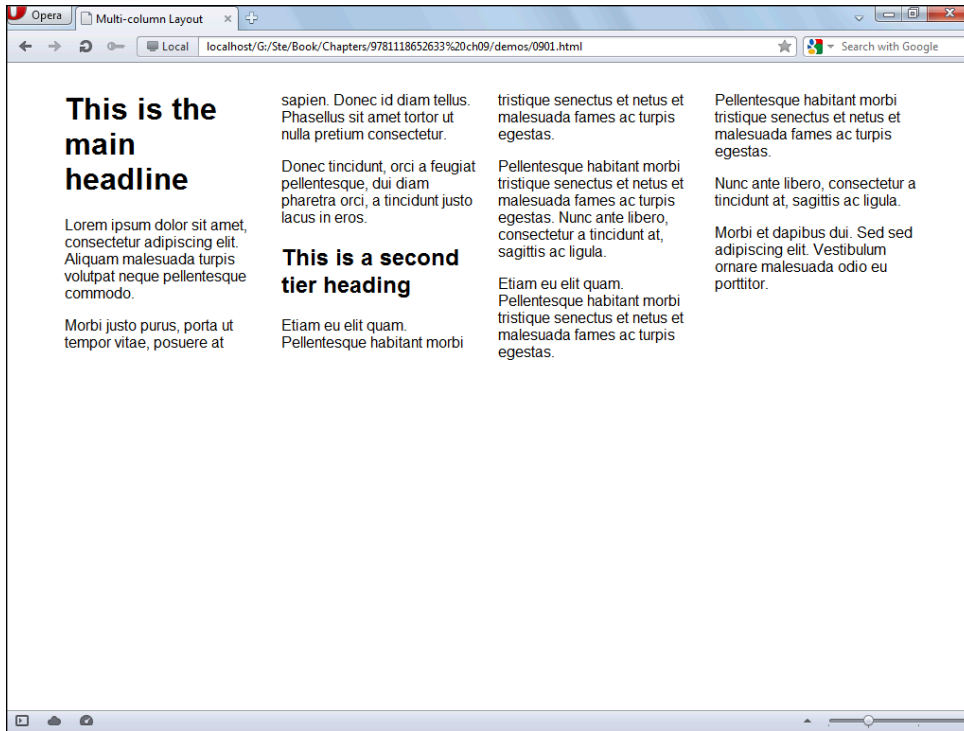 Opera
Multi-column Layout
Local
localhost/G:/Ste/Book/Chapters/9781118652633%20ch09/demos/0901.html
Search with Google
This is the
main
headline
Lorem ipsum dolor sit amet,
consectetur adipiscing elit.
Aliquam malesuada turpis
volutpat neque pellentesque
commodo.
Morbi justo purus, porta ut
tempor vitae, posuere at
sapien. Donec id diam tellus.
Phasellus sit amet tortor ut
nulla pretium consectetur.
Donec tincidunt, orci a feugiat
pellentesque, dui diam
pharetra orci, a tincidunt justo
lacus in eros.
This is a second
tier heading
Etiam eu elit quam.
Pellentesque habitant morbi
tristique senectus et netus et
malesuada fames ac turpis
egestas.
Pellentesque habitant morbi
tristique senectus et netus et
malesuada fames ac turpis
egestas. Nunc ante libero,
consectetur a tincidunt at,
sagittis ac ligula.
Etiam eu elit quam.
Pellentesque habitant morbi
tristique senectus et netus et
malesuada fames ac turpis
egestas.
Pellentesque habitant morbi
tristique senectus et netus et
malesuada fames ac turpis
egestas.
Nunc ante libero, consectetur a
tincidunt at, sagittis ac ligula.
Morbi et dapibus dui. Sed sed
adipiscing elit. Vestibulum
ornare malesuada odio eu
porttitor.